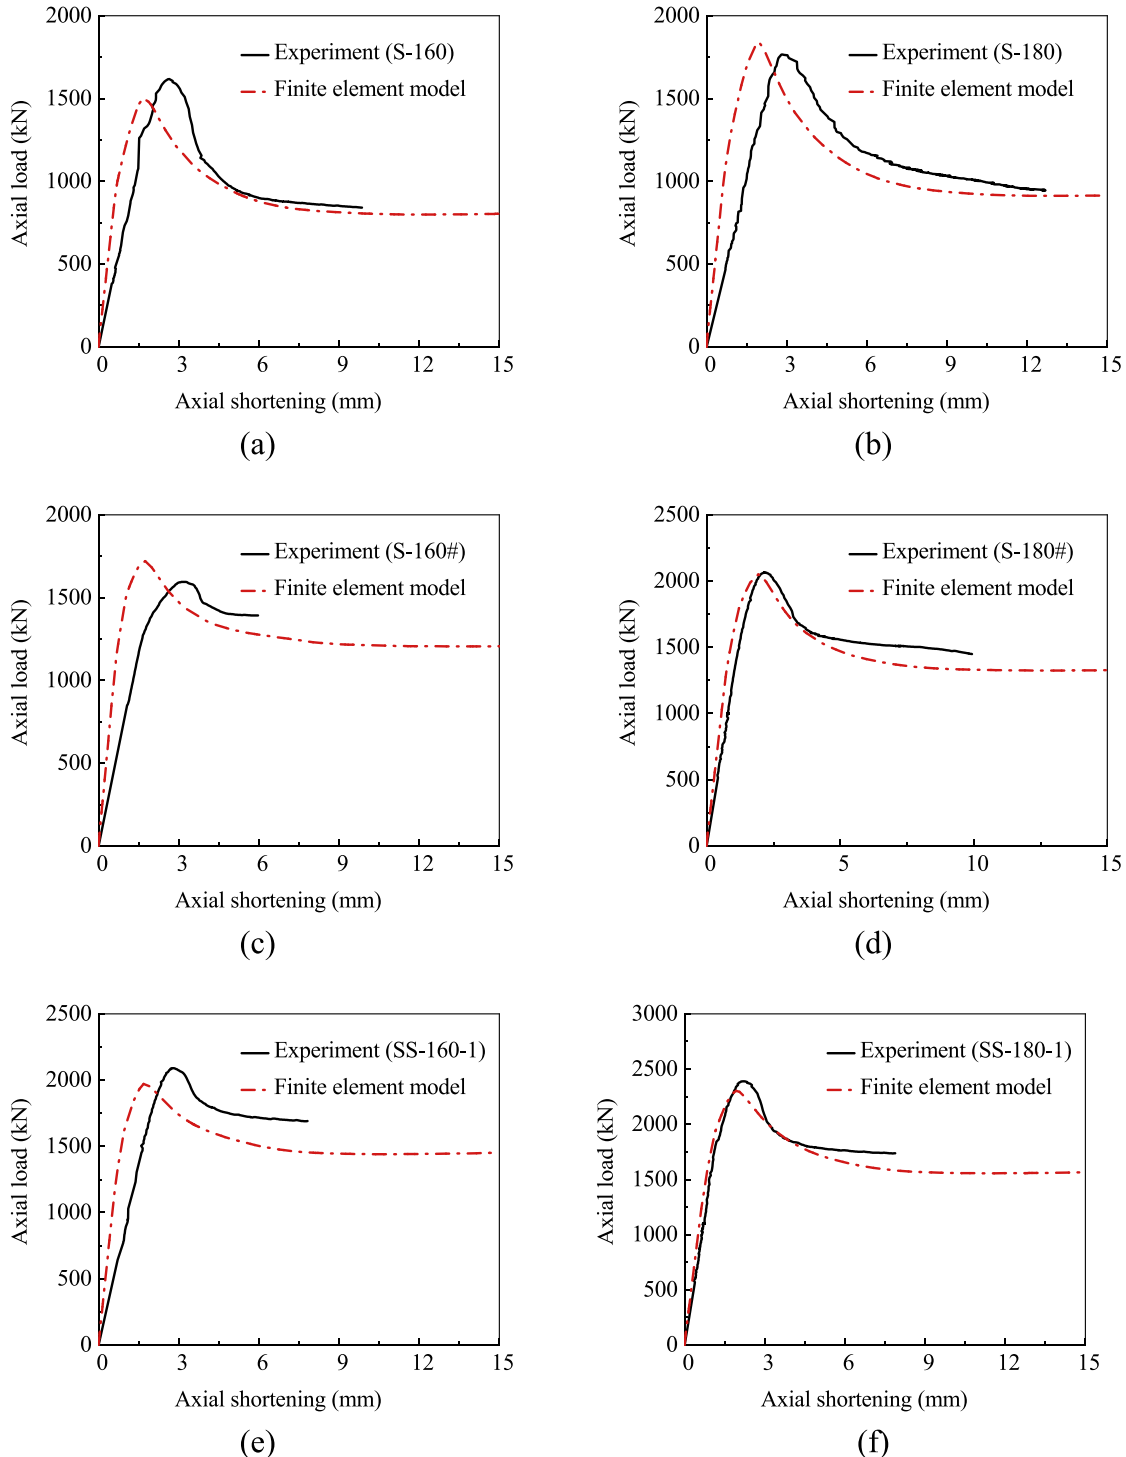 2000
1500
1000
500
0
Axial load (kN)
Experiment (S-160)
Finite element model
0 3 6 9 12 15
Axial shortening (mm)
(a)
2000
1500
1000
500
0
Axial load (kN)
Experiment (S-180)
Finite element model
0 3 6 9 12 15
Axial shortening (mm)
(b)
2000
1500
1000
500
0
Axial load (kN)
Experiment (S-160#)
Finite element model
0 3 6 9 12 15
Axial shortening (mm)
(c)
2500
2000
1500
1000
500
0
Axial load (kN)
Experiment (S-180#)
Finite element model
0 5 10 15
Axial shortening (mm)
(d)
2500
2000
1500
1000
500
0
Axial load (kN)
Experiment (SS-160-1)
Finite element model
0 3 6 9 12 15
Axial shortening (mm)
(e)
3000
2500
2000
1500
1000
500
0
Axial load (kN)
Experiment (SS-180-1)
Finite element model
0 3 6 9 12 15
Axial shortening (mm)
(f)